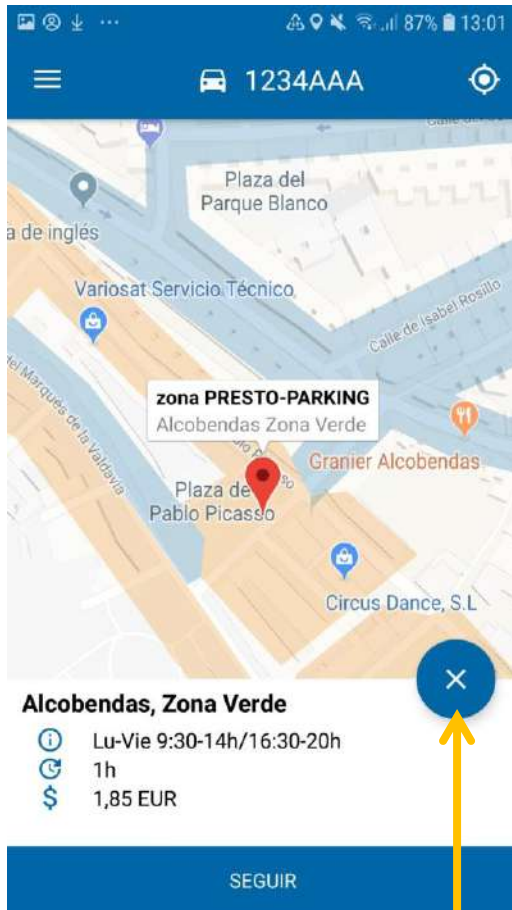 87% 13:01
1234AAA
Plaza del
Parque Blanco
a de inglés
Variosat Servicio Técnico
Calle de Isabel Rosillo
zona PRESTO-PARKING
Alcobendas Zona Verde
del Marqués de la Valdavia
Granier Alcobendas
Plaza de
Pablo Picasso
Circus Dance, S.L
Alcobendas, Zona Verde
Lu-Vie 9:30-14h/16:30-20h
1h
$ 1,85 EUR
SEGUIR